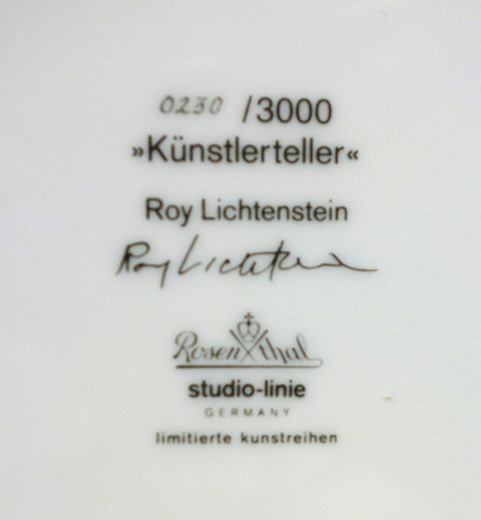 0230 /3000
»Künstlerteller«
Roy Lichtenstein
Roy Lichtenstein
Rosenthal
studio-linie
GERMANY
limitierte kunstreihen